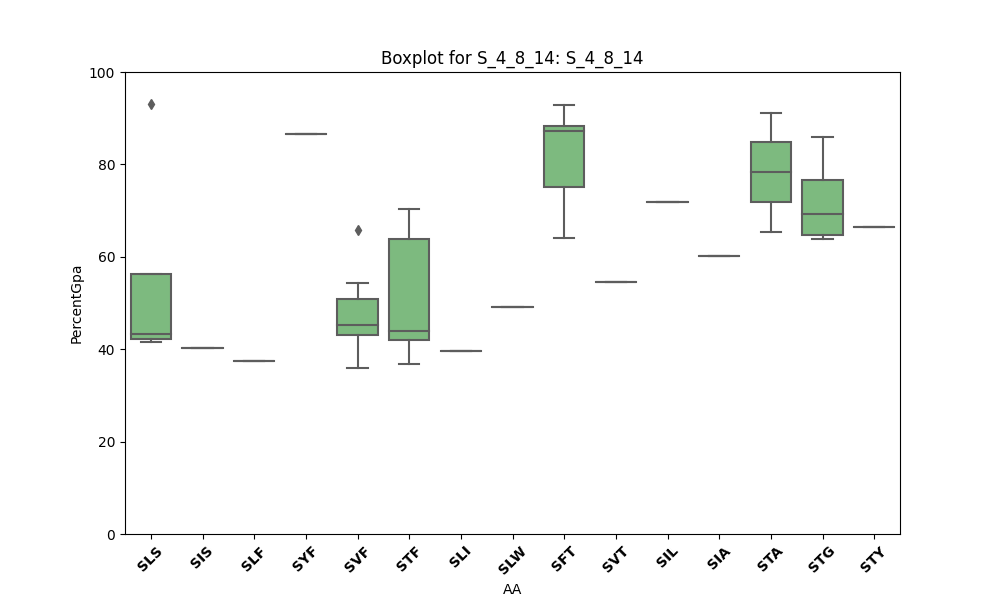 Boxplot for S_4_8_14: S_4_8_14
100
80
60
40
20
0
PercentGpa
SLS
SIS
SLF
SYF
SVF
STF
SLI
SLW
SFT
SVT
SIL
SIA
STA
STG
STY
AA